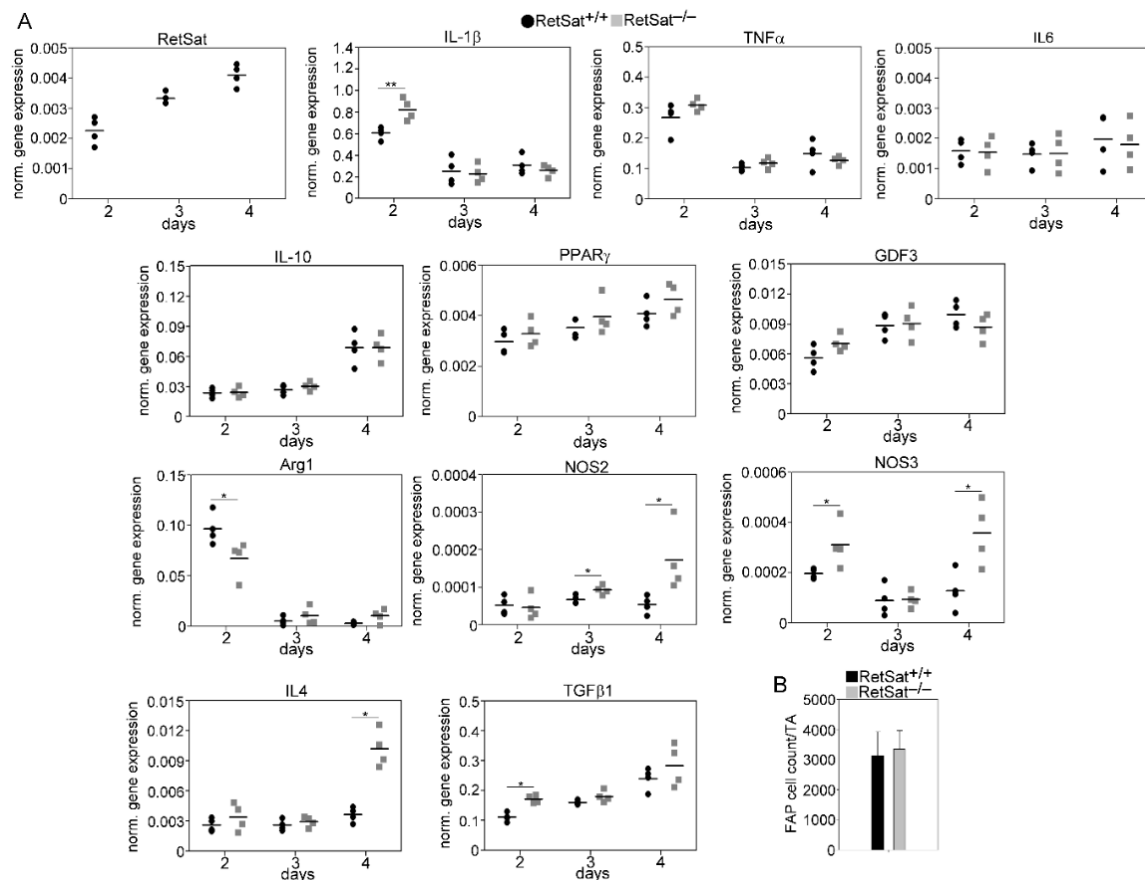 A
RetSat+/+ RetSat–/–
RetSat
norm. gene expression
0.005
0.004
0.003
0.002
0.001
0
2 3 4
days
IL-1β
norm. gene expression
1.4
1.2
1.0
0.8
0.6
0.4
0.2
0
**
2 3 4
days
TNFα
norm. gene expression
0.5
0.4
0.3
0.2
0.1
0
2 3 4
days
IL6
norm. gene expression
0.005
0.004
0.003
0.002
0.001
0
2 3 4
days
IL-10
norm. gene expression
0.15
0.12
0.09
0.06
0.03
0
2 3 4
days
PPARγ
norm. gene expression
0.006
0.004
0.002
0
2 3 4
days
GDF3
norm. gene expression
0.015
0.012
0.009
0.006
0.003
0
2 3 4
days
Arg1
norm. gene expression
0.15
0.10
0.05
0
*
2 3 4
days
NOS2
norm. gene expression
0.0004
0.0002
0.0001
0
*
*
2 3 4
days
NOS3
norm. gene expression
0.0006
0.0004
0.0002
0
*
*
2 3 4
days
IL4
norm. gene expression
0.015
0.012
0.009
0.006
0.003
0
*
2 3 4
days
TGFβ1
norm. gene expression
0.5
0.4
0.3
0.2
0.1
0
*
2 3 4
days
B
RetSat+/+
RetSat–/–
FAP cell count/TA
5000
4000
3000
2000
1000
0